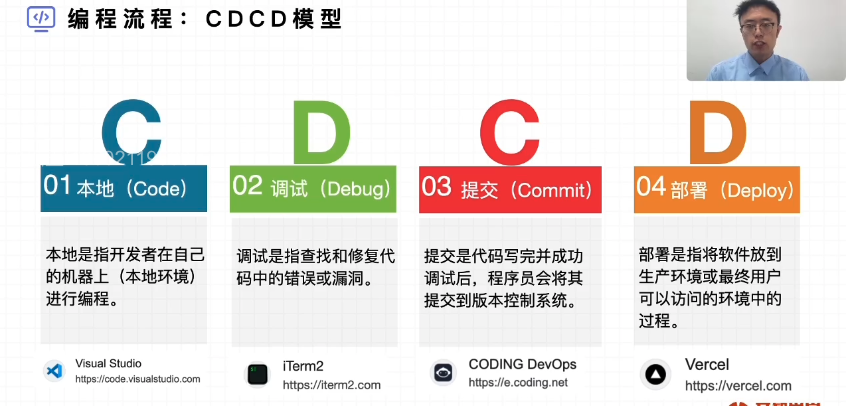 编程流程：CDCD模型
C
D
C
D
01 本地（Code）
02 调试（Debug）
03 提交（Commit）
04 部署（Deploy）
本地是指开发者在自己
的机器上（本地环境）
进行编程。
调试是指查找和修复代
码中的错误或漏洞。
提交是代码写完并成功
调试后，程序员会将其
提交到版本控制系统。
部署是指将软件放到
生产环境或最终用户
可以访问的环境中的
过程。
Visual Studio
https://code.visualstudio.com
iTerm2
https://iterm2.com
CODING DevOps
https://e.coding.net
Vercel
https://vercel.com